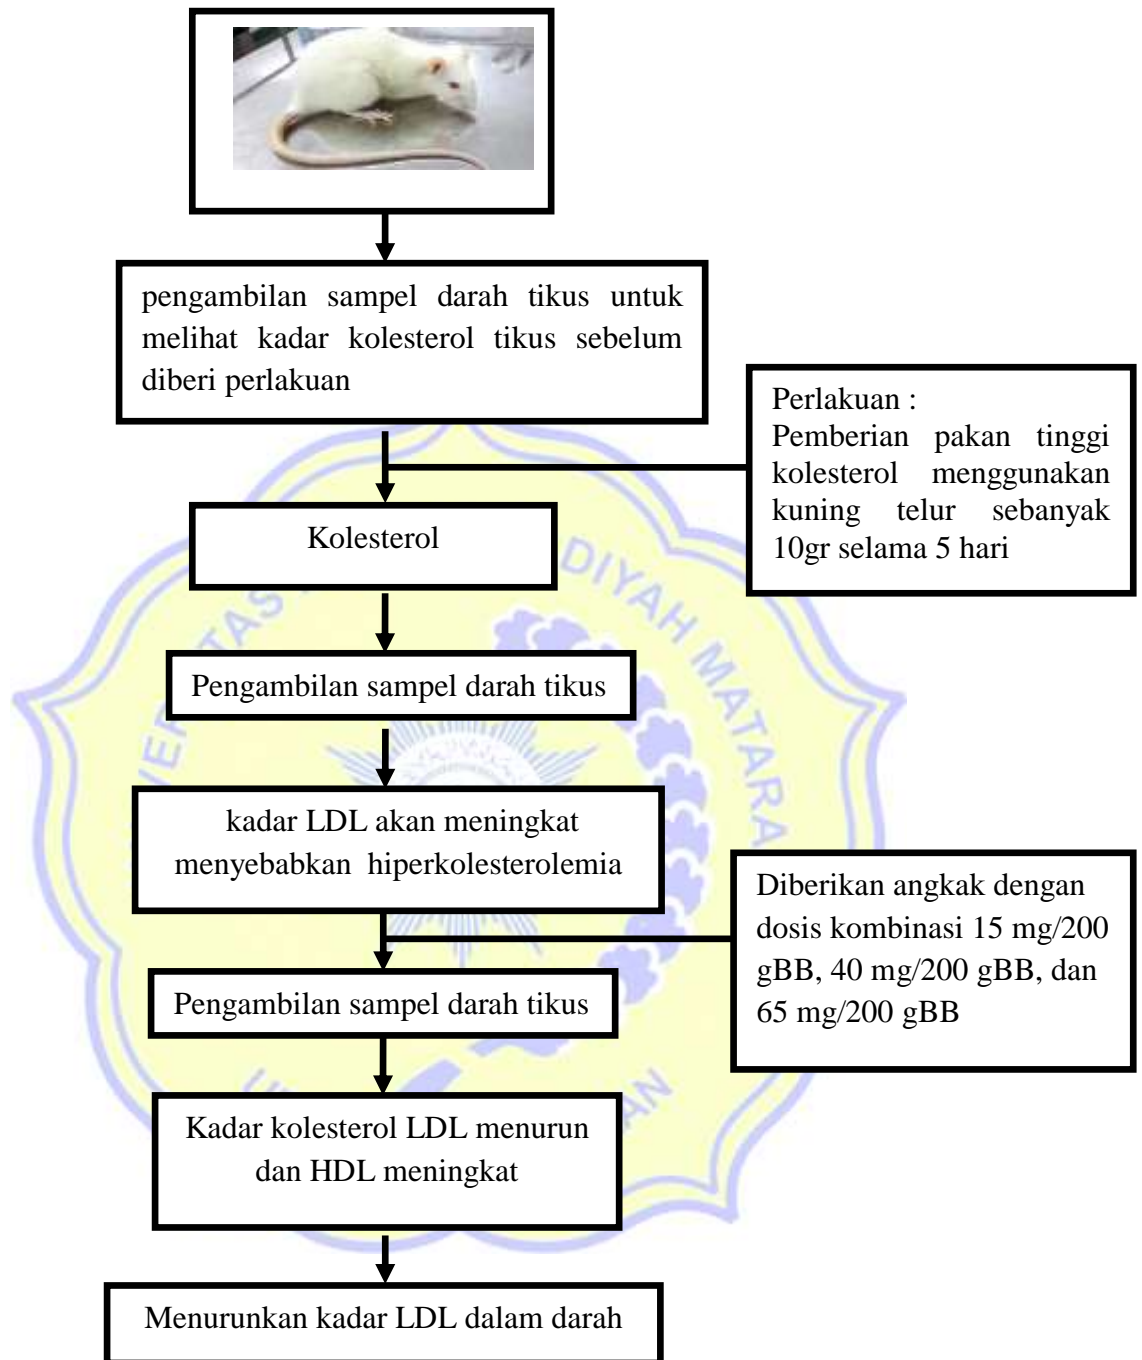 pengambilan sampel darah tikus untuk
melihat kadar kolesterol tikus sebelum
diberi perlakuan
Perlakuan :
Pemberian pakan tinggi
kolesterol menggunakan
kuning telur sebanyak
10gr selama 5 hari
Kolesterol
Pengambilan sampel darah tikus
kadar LDL akan meningkat
menyebabkan hiperkolesterolemia
Diberikan angkak dengan
dosis kombinasi 15 mg/200
gBB, 40 mg/200 gBB, dan
65 mg/200 gBB
Pengambilan sampel darah tikus
Kadar kolesterol LDL menurun
dan HDL meningkat
Menurunkan kadar LDL dalam darah
DIYAH MATARA